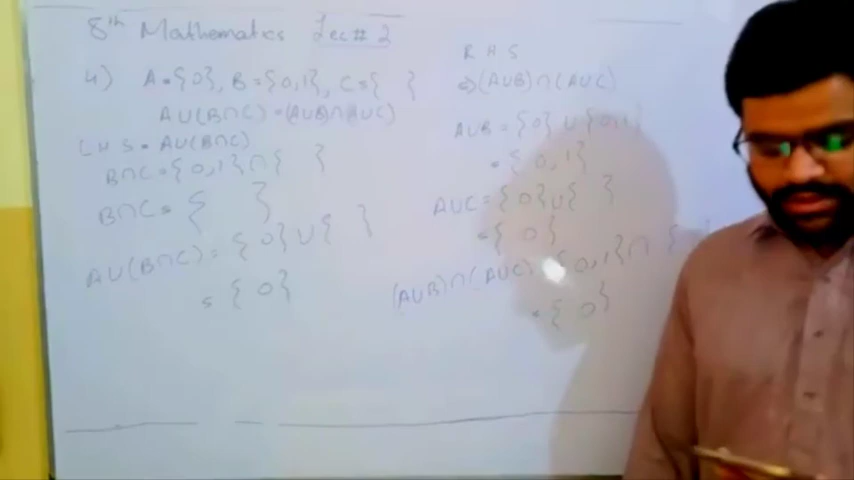 8th Mathematics Lec # 2
4) A = {0}, B = {0,1}, C = { }
A∪(B∩C) = (A∪B)∩(A∪C)
LHS = A∪(B∩C)
B∩C = {0,1}∩{ }
B∩C = { }
A∪(B∩C) = {0}∪{ }
= {0}
R H S
⇒ (A∪B)∩(A∪C)
A∪B = {0}∪{0,1}
= {0,1}
A∪C = {0}∪{ }
= {0}
(A∪B)∩(A∪C) = {0,1}∩{
= {0}